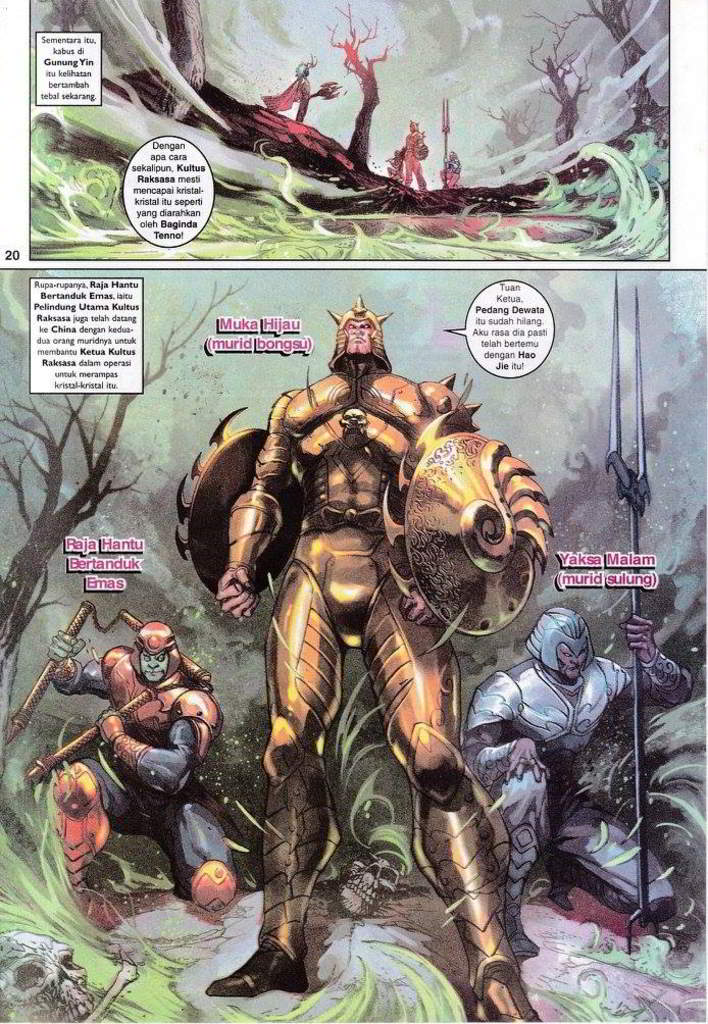 Sementara itu,
kabus di
Gunung Yin
itu kelihatan
bertambah
tebal sekarang.
Dengan
apa cara
sekalipun, Kultus
Raksasa mesti
mencapai kristal-
kristal itu seperti
yang diarahkan
oleh Baginda
Tenno!
20
Rupa-rupanya, Raja Hantu
Bertanduk Emas, iaitu
Pelindung Utama Kultus
Raksasa juga telah datang
ke China dengan kedua-
dua orang muridnya untuk
membantu Ketua Kultus
Raksasa dalam operasi
untuk merampas
kristal-kristal itu.
Muka Hijau
(murid bongsu)
Tuan
Ketua,
Pedang Dewata
itu sudah hilang.
Aku rasa dia pasti
telah bertemu
dengan Hao
Jie itu!
Raja Hantu
Bertanduk
Emas
Yaksa Malam
(murid sulung)